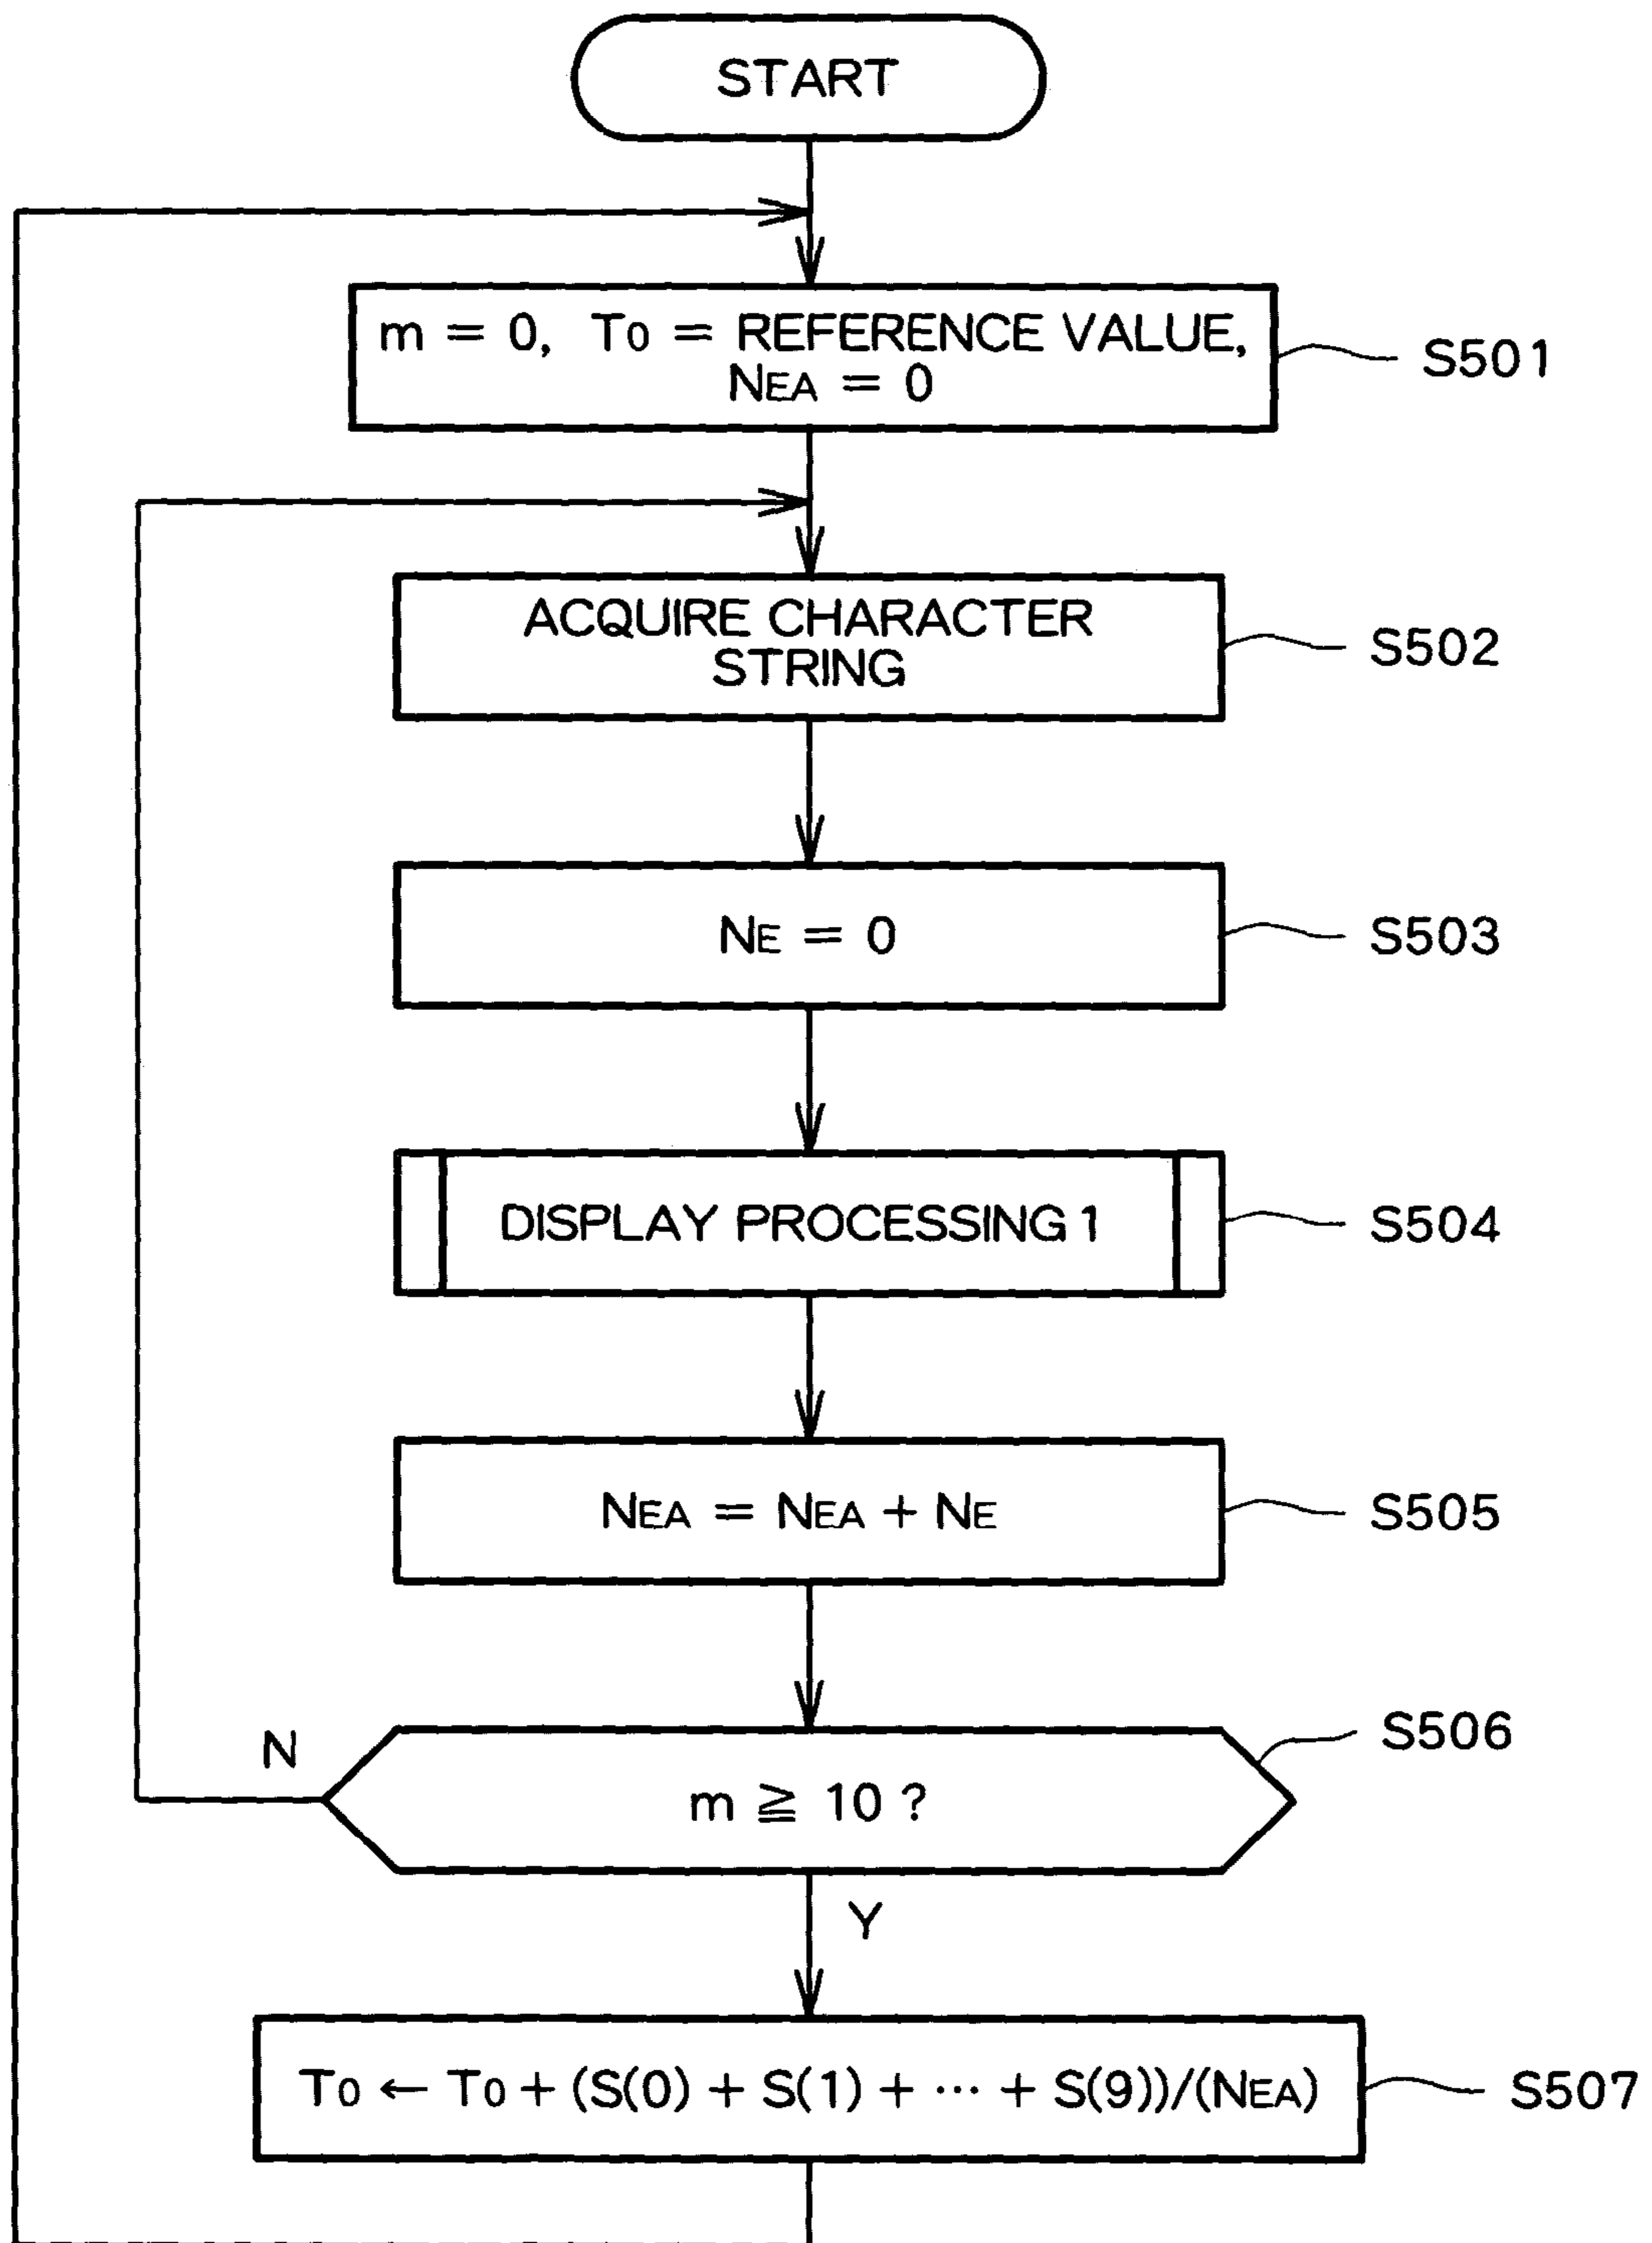 START
m = 0, T0 = REFERENCE VALUE,
NEA = 0
S501
ACQUIRE CHARACTER
STRING
S502
NE = 0
S503
DISPLAY PROCESSING 1
S504
NEA = NEA + NE
S505
N
m ≧ 10 ?
S506
Y
T0 ← T0 + (S(0) + S(1) + ··· + S(9))/(NEA)
S507